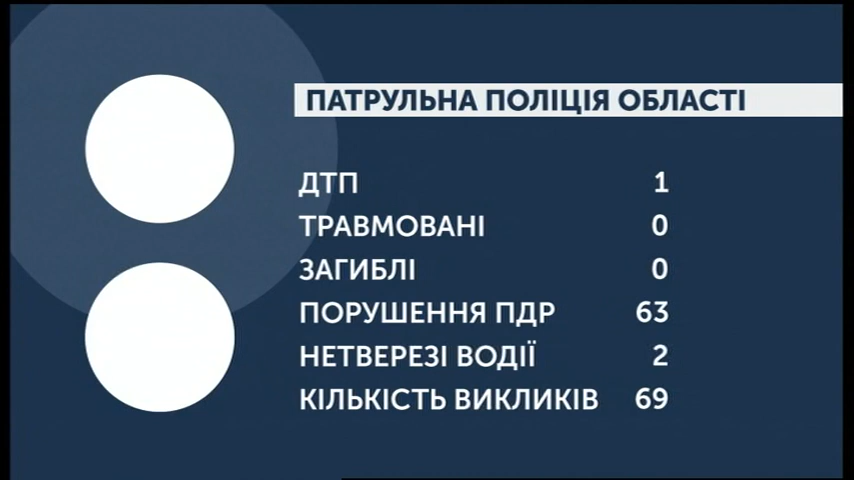 ПАТРУЛЬНА ПОЛІЦІЯ ОБЛАСТІ
ДТП 1
ТРАВМОВАНІ 0
ЗАГИБЛІ 0
ПОРУШЕННЯ ПДР 63
НЕТВЕРЕЗІ ВОДІЇ 2
КІЛЬКІСТЬ ВИКЛИКІВ 69